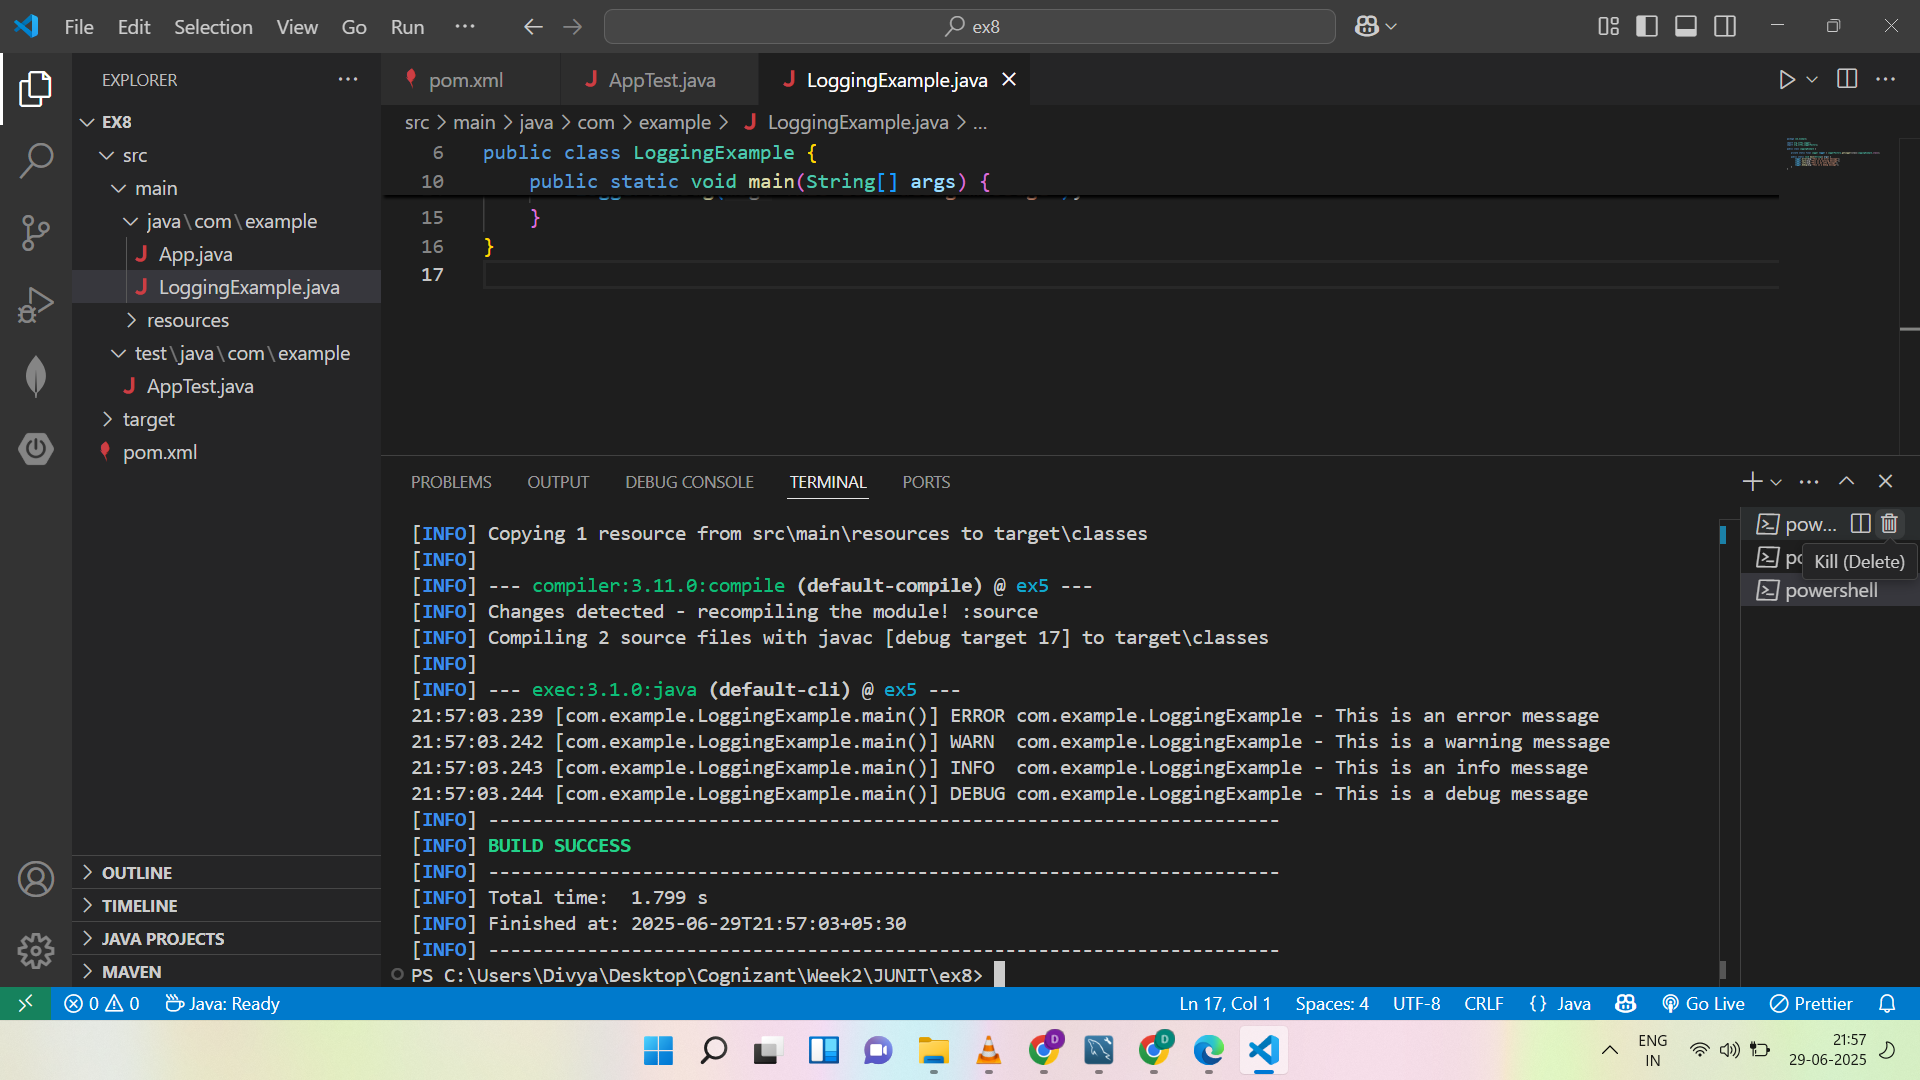 File Edit Selection View Go Run ··· ex8
EXPLORER ···
EX8
src
main
java\com\example
App.java
LoggingExample.java
resources
test\java\com\example
AppTest.java
target
pom.xml
OUTLINE
TIMELINE
JAVA PROJECTS
MAVEN
pom.xml AppTest.java LoggingExample.java
src > main > java > com > example > LoggingExample.java > ...
6 public class LoggingExample {
10 public static void main(String[] args) {
15 }
16 }
17
PROBLEMS OUTPUT DEBUG CONSOLE TERMINAL PORTS
[INFO] Copying 1 resource from src\main\resources to target\classes
[INFO]
[INFO] --- compiler:3.11.0:compile (default-compile) @ ex5 ---
[INFO] Changes detected - recompiling the module! :source
[INFO] Compiling 2 source files with javac [debug target 17] to target\classes
[INFO]
[INFO] --- exec:3.1.0:java (default-cli) @ ex5 ---
21:57:03.239 [com.example.LoggingExample.main()] ERROR com.example.LoggingExample - This is an error message
21:57:03.242 [com.example.LoggingExample.main()] WARN  com.example.LoggingExample - This is a warning message
21:57:03.243 [com.example.LoggingExample.main()] INFO  com.example.LoggingExample - This is an info message
21:57:03.244 [com.example.LoggingExample.main()] DEBUG com.example.LoggingExample - This is a debug message
[INFO] ------------------------------------------------------------------------
[INFO] BUILD SUCCESS
[INFO] ------------------------------------------------------------------------
[INFO] Total time:  1.799 s
[INFO] Finished at: 2025-06-29T21:57:03+05:30
[INFO] ------------------------------------------------------------------------
PS C:\Users\Divya\Desktop\Cognizant\Week2\JUNIT\ex8>
pow...
Kill (Delete)
powershell
0 0 Java: Ready Ln 17, Col 1 Spaces: 4 UTF-8 CRLF {} Java Go Live Prettier
D D ENG 21:57
IN 29-06-2025